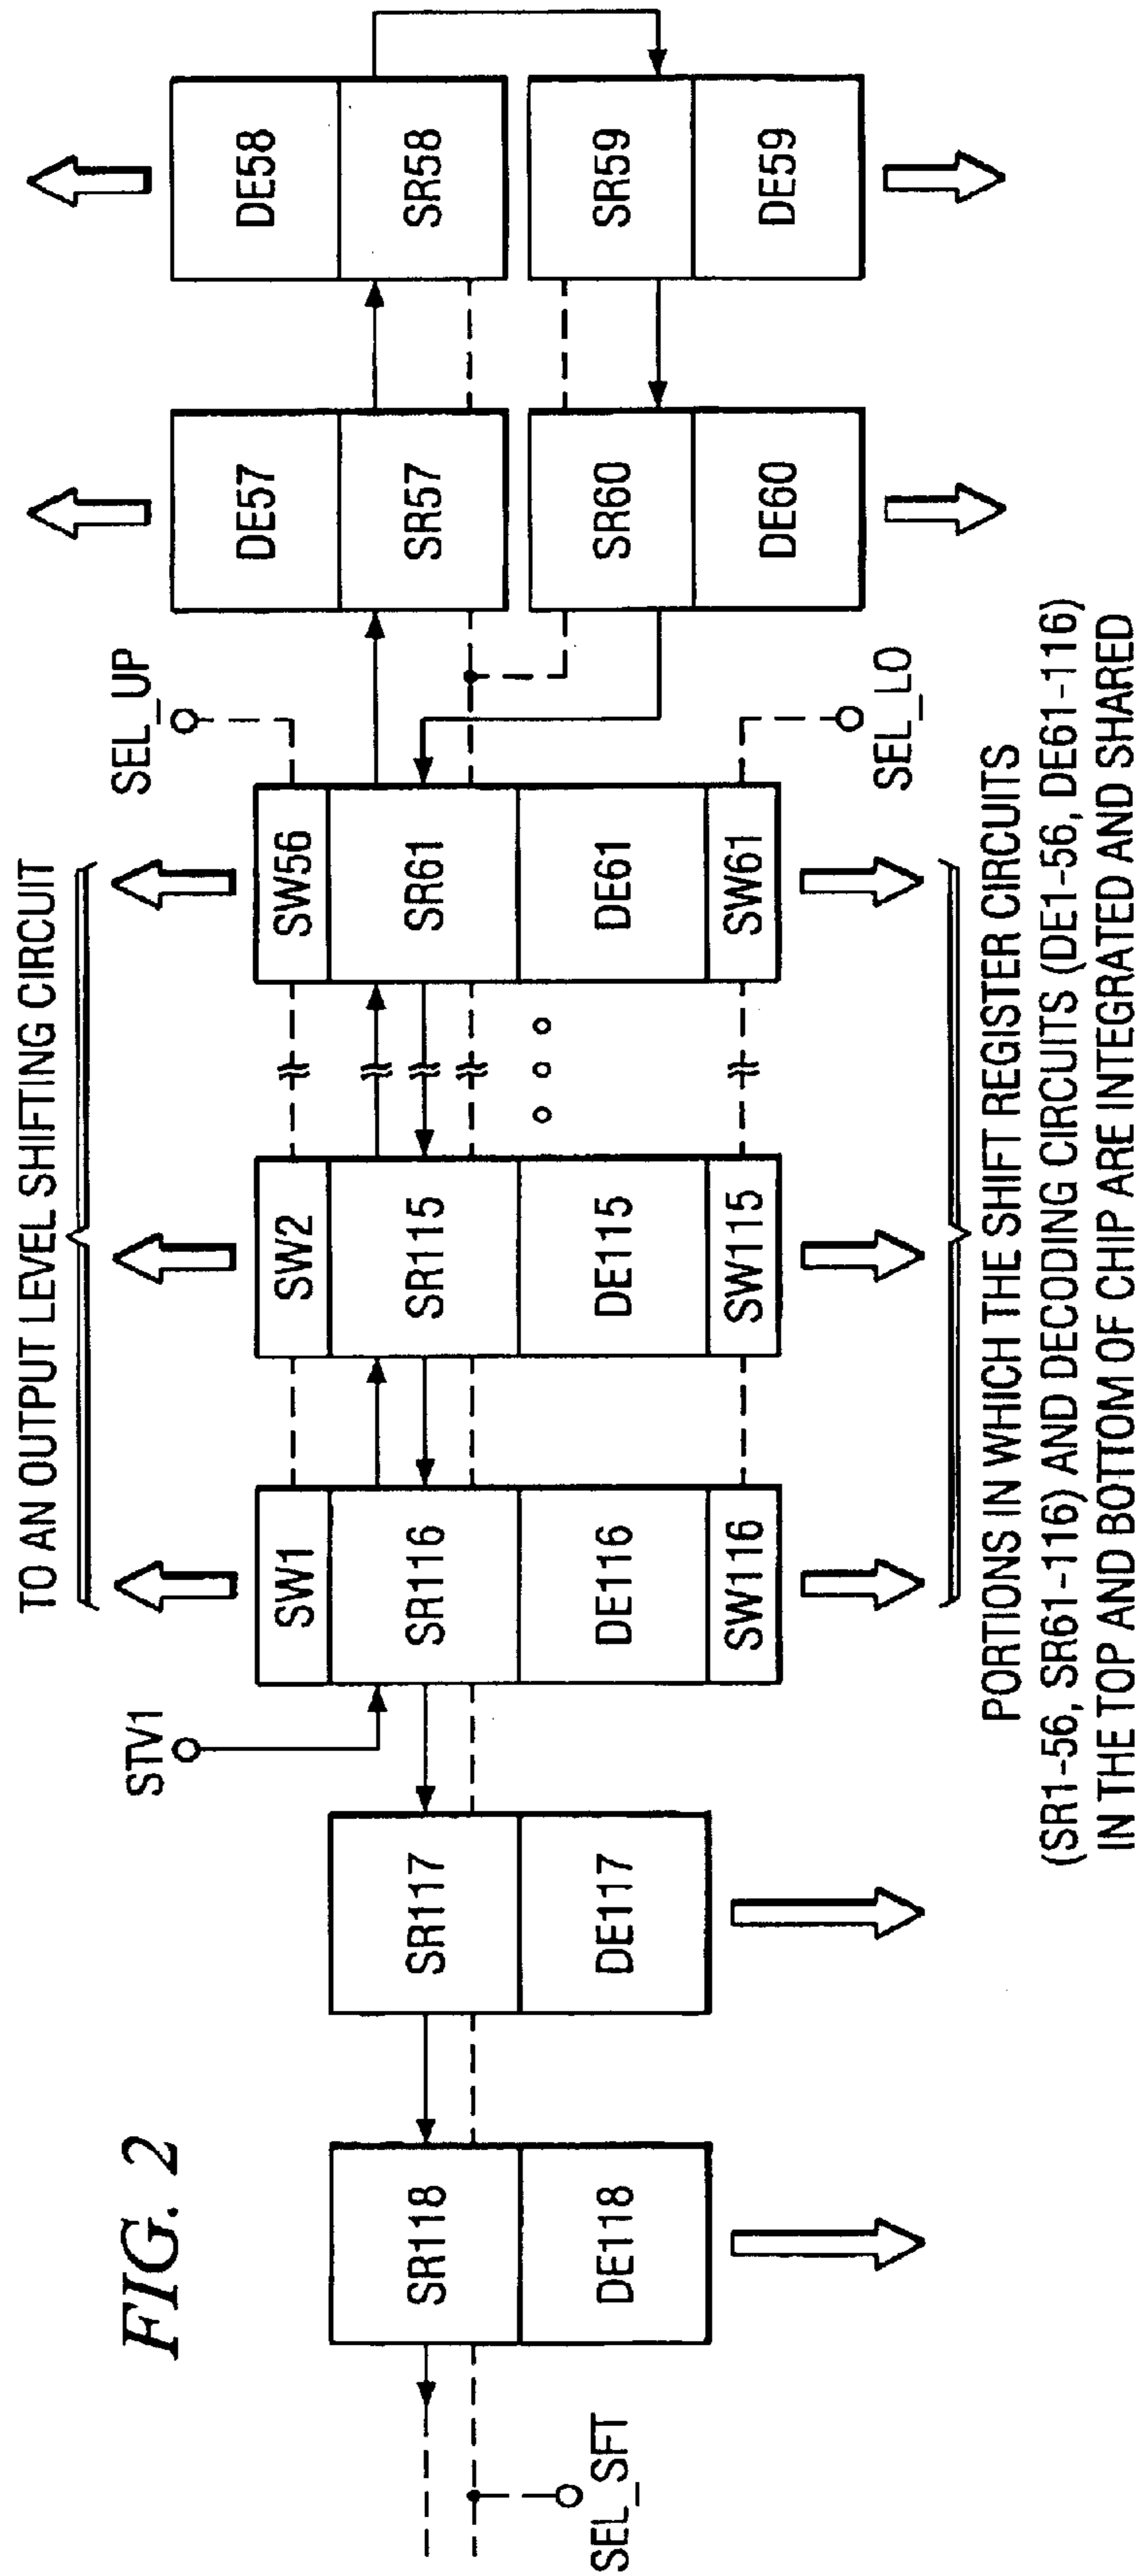 FIG. 2
TO AN OUTPUT LEVEL SHIFTING CIRCUIT
STV1
SEL_UP
SW1
SW2
SW56
DE57
DE58
SR118
SR117
SR116
SR115
SR61
SR57
SR58
DE118
DE117
DE116
DE115
DE61
SR60
SR59
SW116
SW115
SW61
DE60
DE59
SEL_SFT
SEL_LO
PORTIONS IN WHICH THE SHIFT REGISTER CIRCUITS
(SR1-56, SR61-116) AND DECODING CIRCUITS (DE1-56, DE61-116)
IN THE TOP AND BOTTOM OF CHIP ARE INTEGRATED AND SHARED